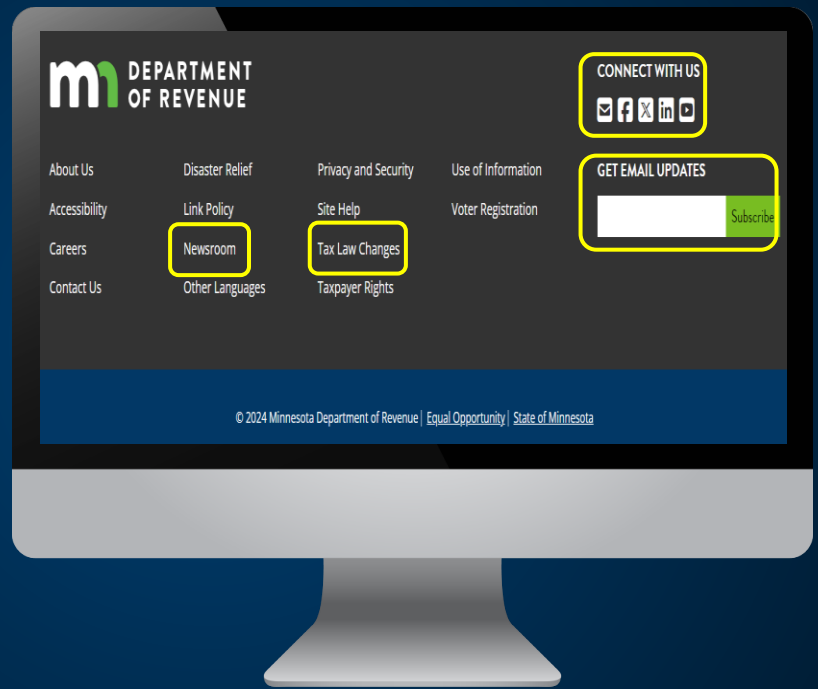 mn DEPARTMENT
OF REVENUE
CONNECT WITH US
About Us Disaster Relief Privacy and Security Use of Information GET EMAIL UPDATES
Accessibility Link Policy Site Help Voter Registration
Subscribe
Careers Newsroom Tax Law Changes
Contact Us Other Languages Taxpayer Rights
© 2024 Minnesota Department of Revenue | Equal Opportunity | State of Minnesota